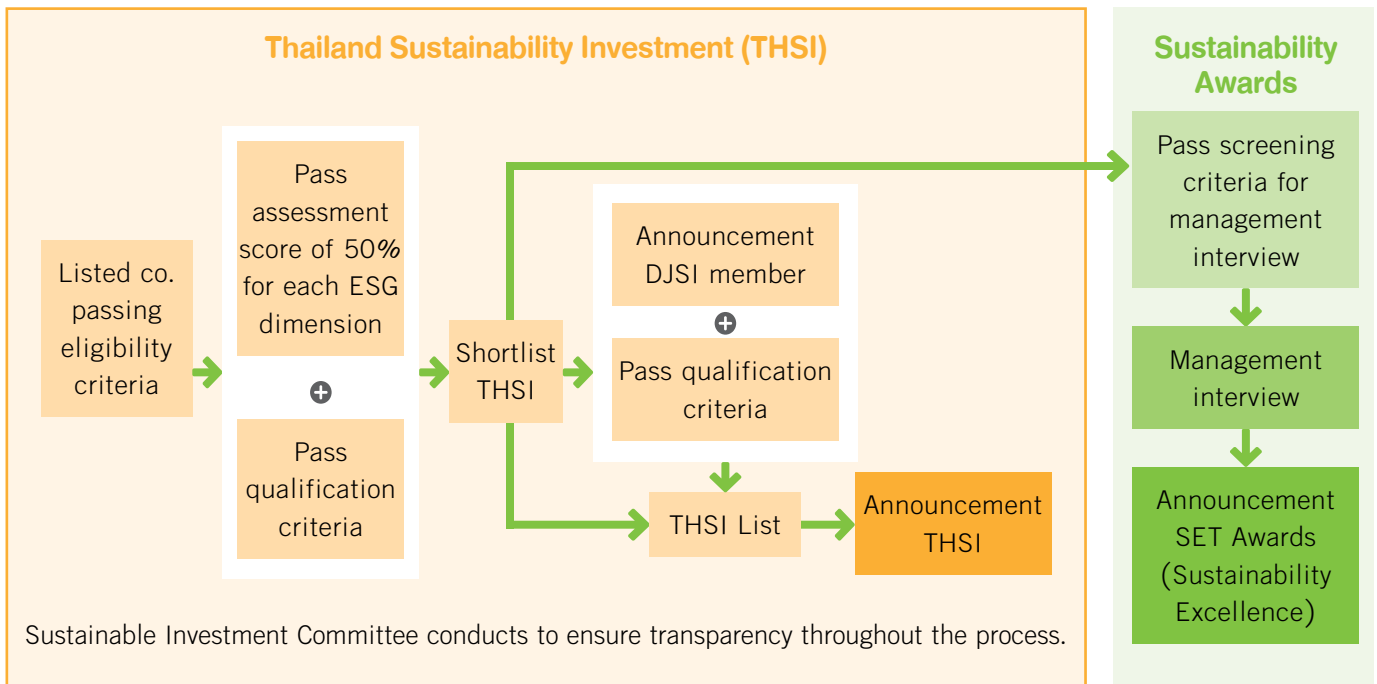 Thailand Sustainability Investment (THSI)
Listed co.
passing
eligibility
criteria
Pass
assessment
score of 50%
for each ESG
dimension
+
Pass
qualification
criteria
Shortlist
THSI
Announcement
DJSI member
+
Pass qualification
criteria
THSI List
Announcement
THSI
Sustainable Investment Committee conducts to ensure transparency throughout the process.
Sustainability
Awards
Pass screening
criteria for
management
interview
Management
interview
Announcement
SET Awards
(Sustainability
Excellence)